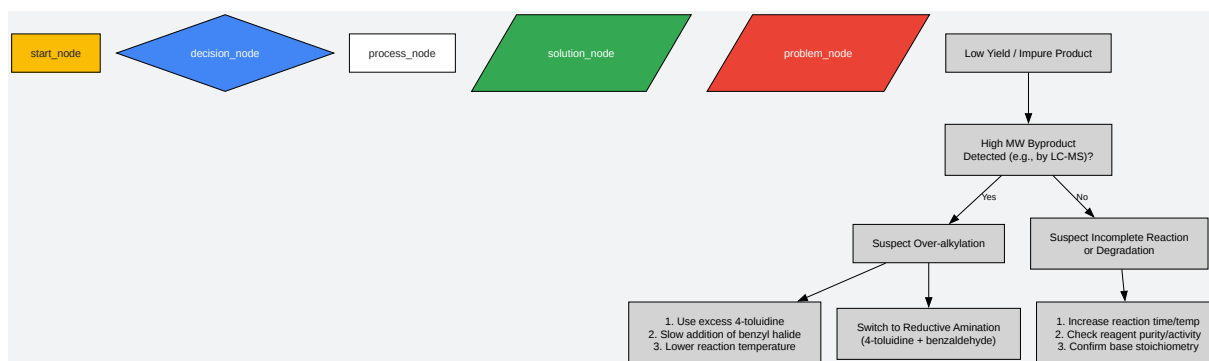 start_node
decision_node
process_node
solution_node
problem_node
Low Yield / Impure Product
High MW Byproduct
Detected (e.g., by LC-MS)?
Yes
No
Suspect Over-alkylation
Suspect Incomplete Reaction
or Degradation
1. Use excess 4-toluidine
2. Slow addition of benzyl halide
3. Lower reaction temperature
Switch to Reductive Amination
(4-toluidine + benzaldehyde)
1. Increase reaction time/temp
2. Check reagent purity/activity
3. Confirm base stoichiometry